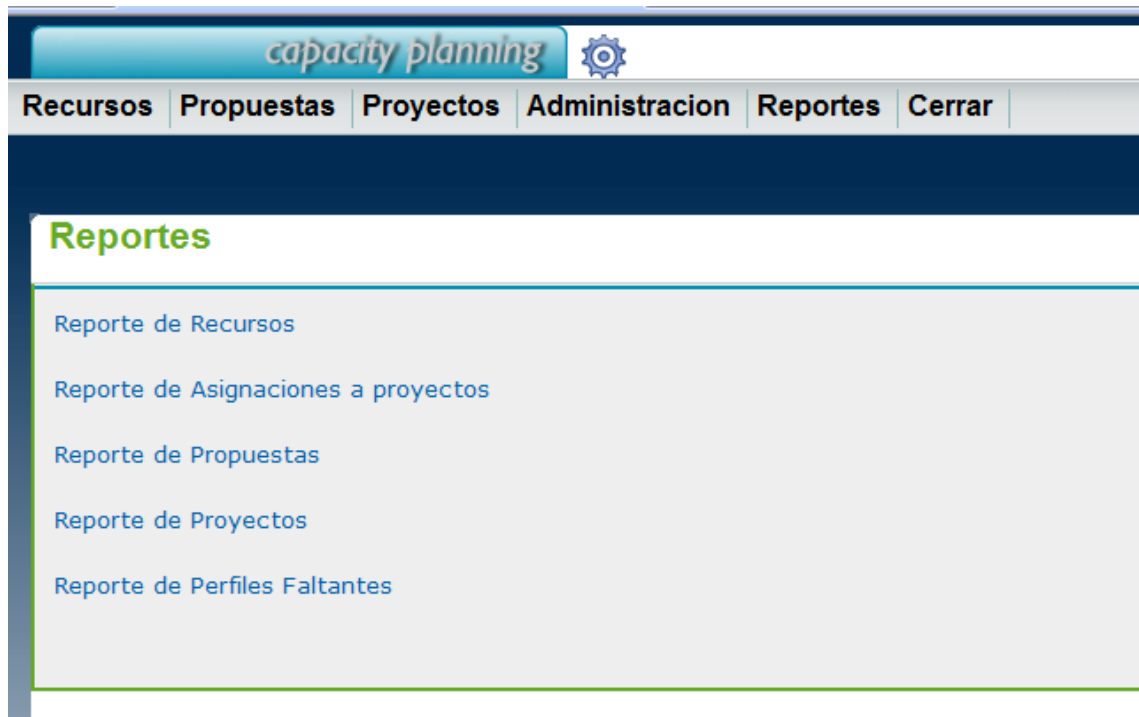 capacity planning
Recursos Propuestas Proyectos Administracion Reportes Cerrar
Reportes
Reporte de Recursos
Reporte de Asignaciones a proyectos
Reporte de Propuestas
Reporte de Proyectos
Reporte de Perfiles Faltantes